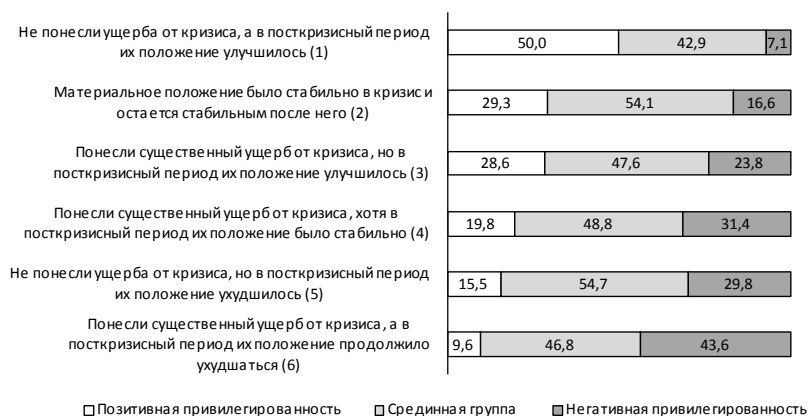 Не понесли ущерба от кризиса, а в посткризисный период
их положение улучшилось (1)
50,0 42,9 7,1
Материальное положение было стабильно в кризис и
остается стабильным после него (2)
29,3 54,1 16,6
Понесли существенный ущерб от кризиса, но в
посткризисный период их положение улучшилось (3)
28,6 47,6 23,8
Понесли существенный ущерб от кризиса, хотя в
посткризисный период их положение было стабильно (4)
19,8 48,8 31,4
Не понесли ущерба от кризиса, но в посткризисный период
их положение ухудшилось (5)
15,5 54,7 29,8
Понесли существенный ущерб от кризиса, а в
посткризисный период их положение продолжило
ухудшаться (6)
9,6 46,8 43,6
Позитивная привилегированность Срединная группа Негативная привилегированность